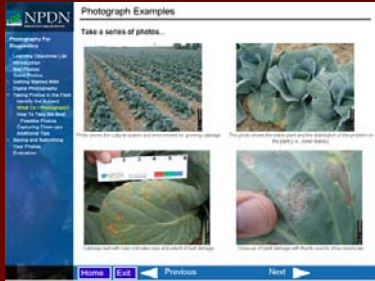 NPDN
Photography For
Diagnostics
Learning Objectives List
Introduction
Bad Photos
Good Photos
Getting Started With
Digital Photography
Taking Photos in the Field
Identify the Subject
What Do I Photograph?
How To Take the Best
Possible Photos
Capturing Close-ups
Additional Tips
Saving and Submitting
Your Photos
Evaluation
Photograph Examples
Take a series of photos...
Photo shows the cultural system and environment for growing cabbage.
This photo shows the entire plant and the distribution of the problem on
the plant (i.e., lower leaves)
NPDN
Cabbage leaf with ruler indicates size and extent of leaf damage.
Close-up of plant damage with thumb used to show
Home
Exit
Previous
Next